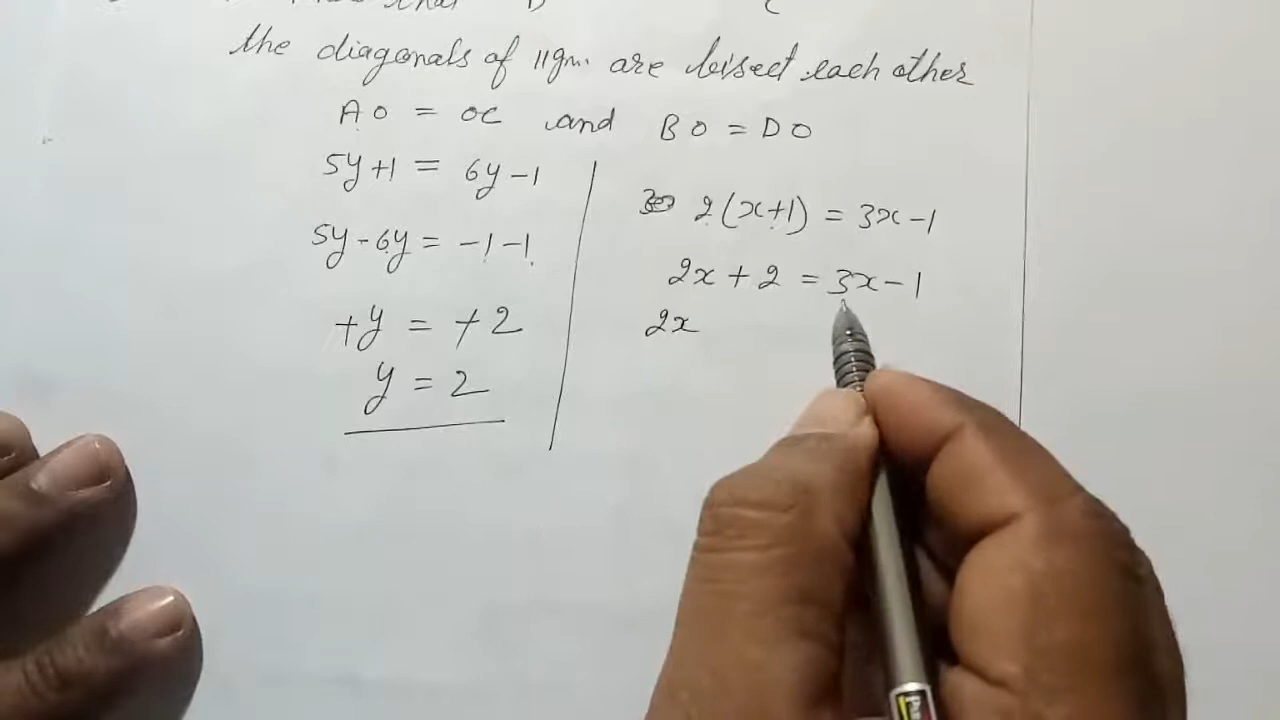 that
the diagonals of ||gm. are bisect each other
AO = OC and BO = DO
5y+1 = 6y-1
5y-6y = -1-1
+y = +2
y = 2
2(x+1) = 3x-1
2x+2 = 3x-1
2x